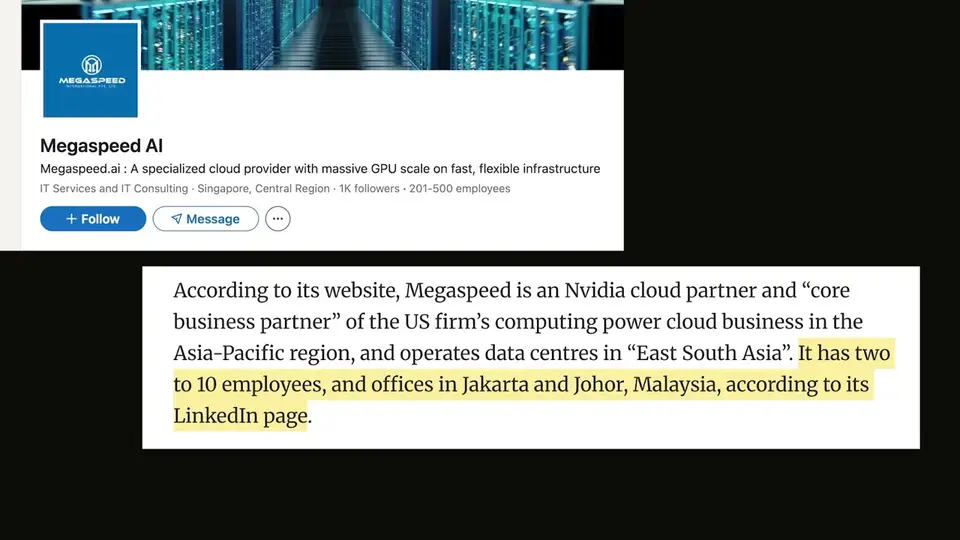 MEGASPEED
INTERNATIONAL PTE. LTD.
Megaspeed AI
Megaspeed.ai : A specialized cloud provider with massive GPU scale on fast, flexible infrastructure
IT Services and IT Consulting · Singapore, Central Region · 1K followers · 201-500 employees
+ Follow
Message
...
According to its website, Megaspeed is an Nvidia cloud partner and “core
business partner” of the US firm’s computing power cloud business in the
Asia-Pacific region, and operates data centres in “East South Asia”. It has two
to 10 employees, and offices in Jakarta and Johor, Malaysia, according to its
LinkedIn page.